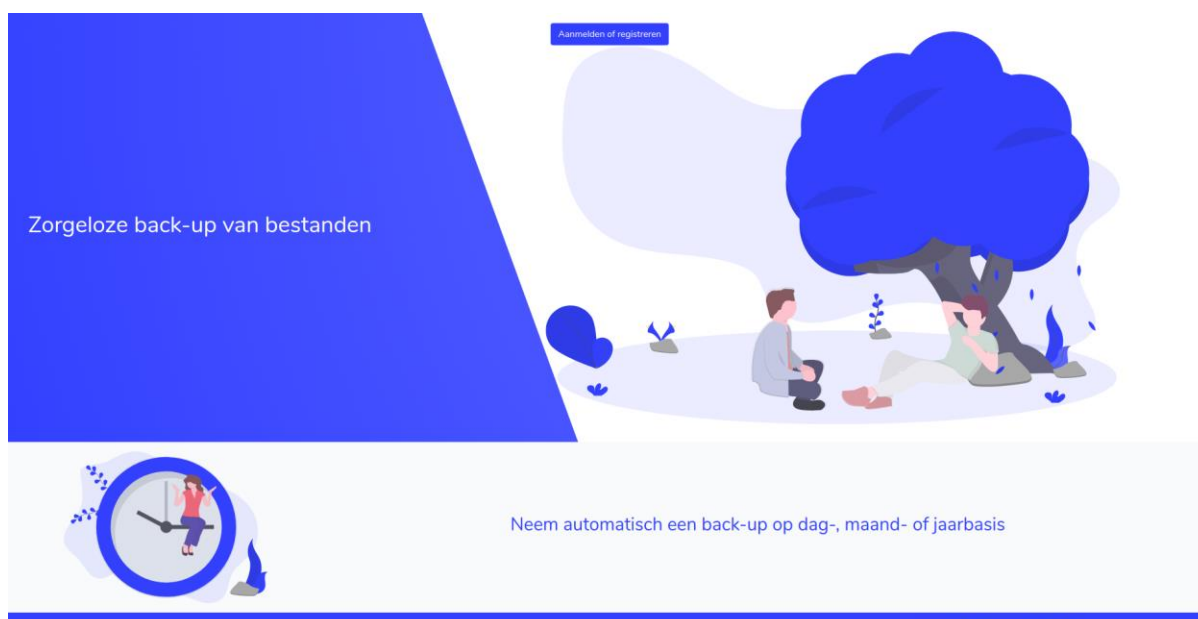 Aanmelden of registreren
Zorgeloze back-up van bestanden
Neem automatisch een back-up op dag-, maand- of jaarbasis